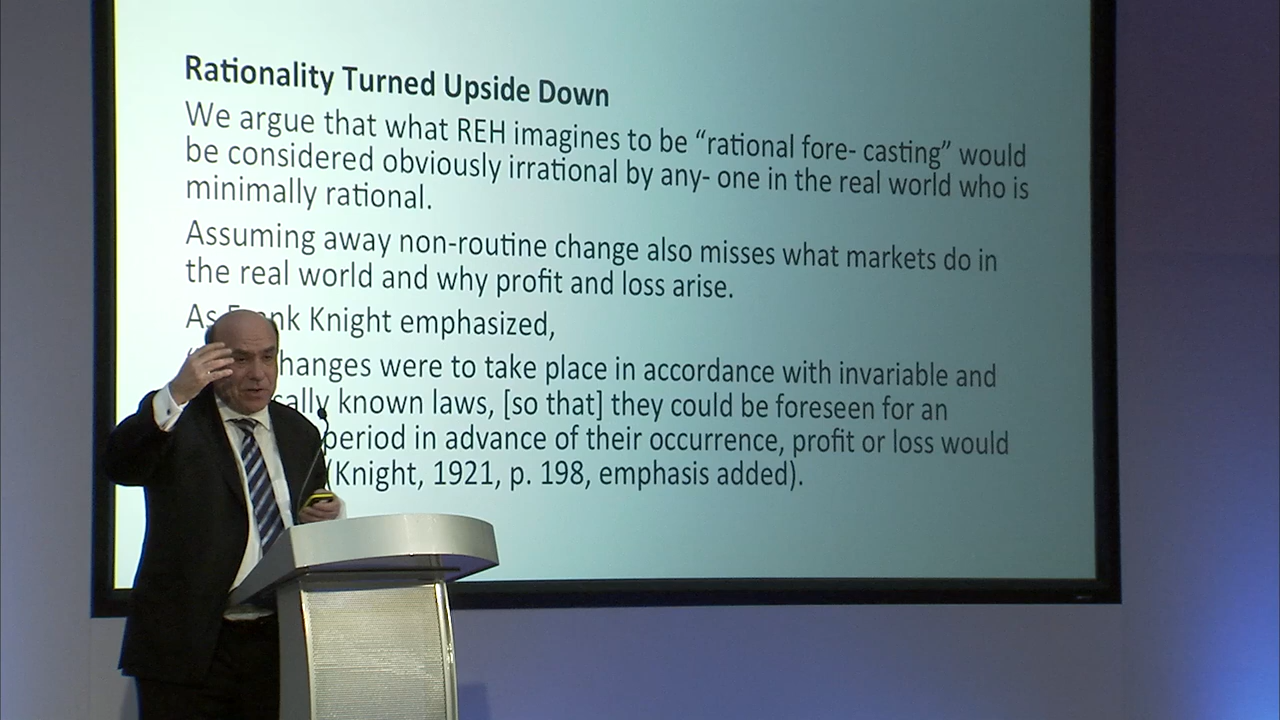 Rationality Turned Upside Down
We argue that what REH imagines to be “rational fore- casting” would
be considered obviously irrational by any- one in the real world who is
minimally rational.
Assuming away non-routine change also misses what markets do in
the real world and why profit and loss arise.
As Knight emphasized,
were to take place in accordance with invariable and
known laws, [so that] they could be foreseen for an
period in advance of their occurrence, profit or loss would
(Knight, 1921, p. 198, emphasis added).